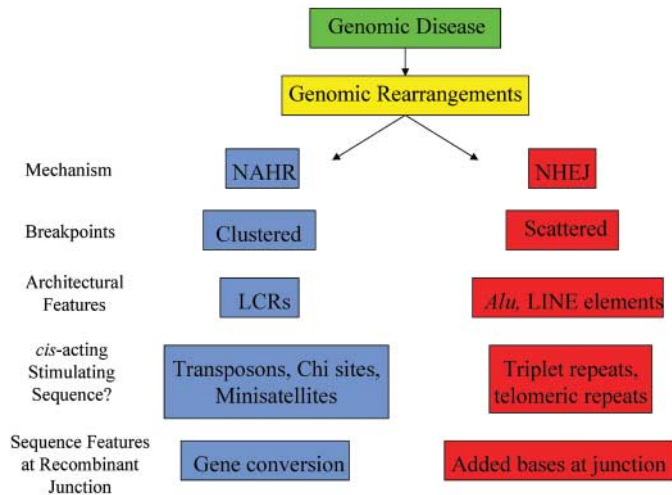 Genomic Disease
Genomic Rearrangements
Mechanism
NAHR
NHEJ
Breakpoints
Clustered
Scattered
Architectural
Features
LCRs
Alu, LINE elements
cis-acting
Stimulating
Sequence?
Transposons, Chi sites,
Minisatellites
Triplet repeats,
telomeric repeats
Sequence Features
at Recombinant
Junction
Gene conversion
Added bases at junction